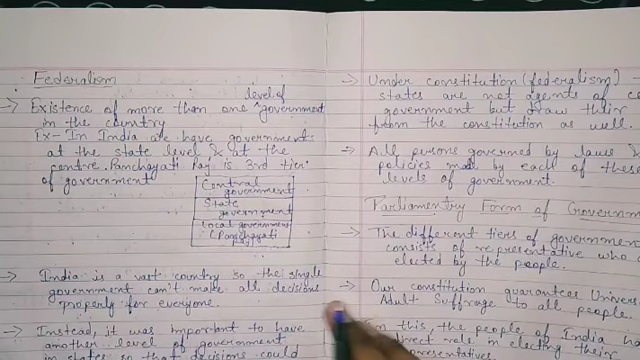 Federalism
level of
→ Existence of more than one ^government
in the country
Ex - In India we have governments
at the state level & at the
centre. Panchayati Raj is 3rd tier
of government
Central
government
State
government
Local government
(Panchayati
Raj)
→ India is a vast country so the single
government can't make all decisions
properly for everyone.
→ Instead, it was important to have
another level of government
in states so that decisions could
→ Under constitution (federalism)
states are not agents of
government but draw their
from the constitution as well.
→ All persons governed by laws &
policies made by each of these
levels of government.
Parliamentry Form of Governm
→ The different tiers of government
consists of representative who a
elected by the people.
→ Our constitution guarantees Univers
Adult Suffrage to all people.
In this, the people of India h
direct role in electing their
representatives.